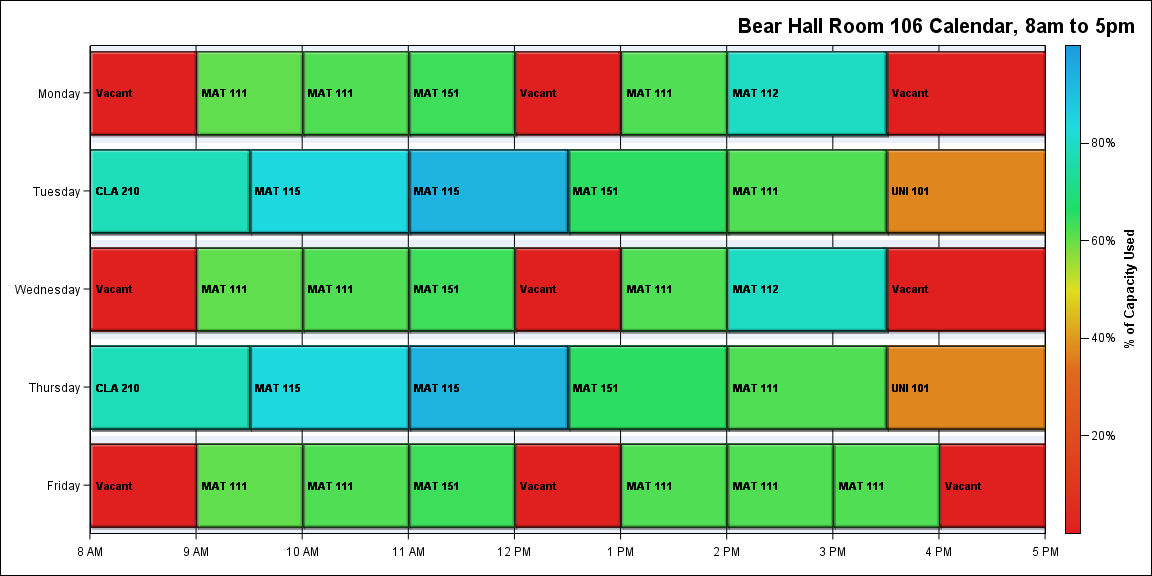 Bear Hall Room 106 Calendar, 8am to 5pm
Monday
Vacant
MAT 111
MAT 111
MAT 151
Vacant
MAT 111
MAT 112
Vacant
Tuesday
CLA 210
MAT 115
MAT 115
MAT 151
MAT 111
UNI 101
Wednesday
Vacant
MAT 111
MAT 111
MAT 151
Vacant
MAT 111
MAT 112
Vacant
Thursday
CLA 210
MAT 115
MAT 115
MAT 151
MAT 111
UNI 101
Friday
Vacant
MAT 111
MAT 111
MAT 151
Vacant
MAT 111
MAT 111
MAT 111
Vacant
8 AM
9 AM
10 AM
11 AM
12 PM
1 PM
2 PM
3 PM
4 PM
5 PM
80%
60%
40%
20%
% of Capacity Used